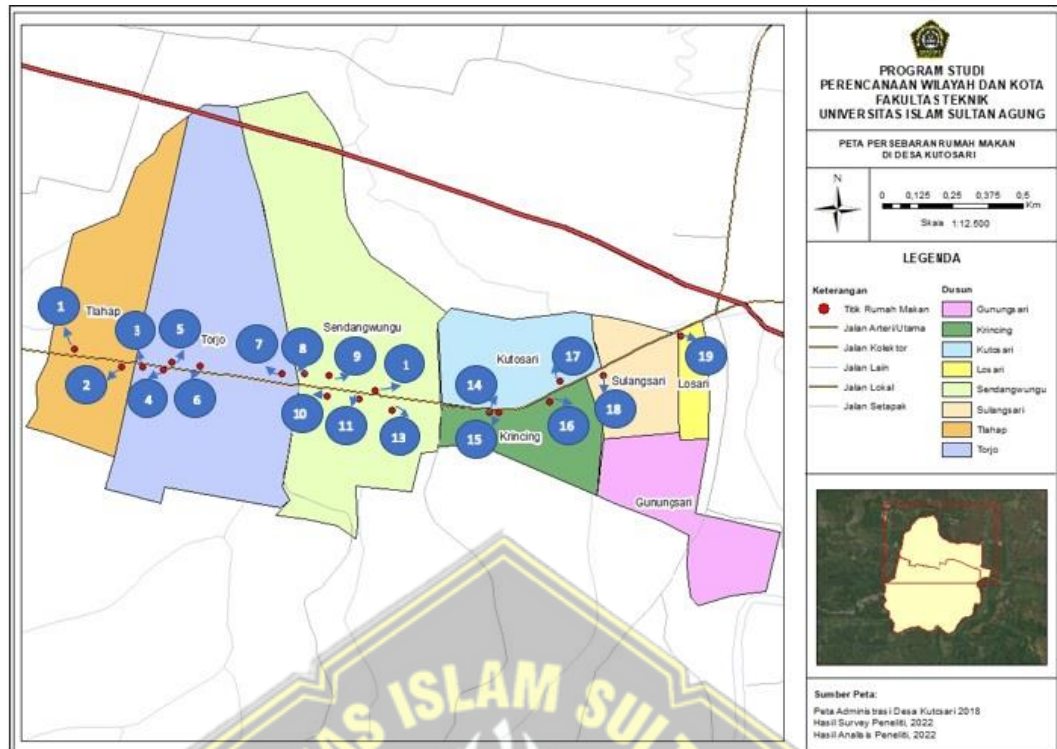 PROGRAM STUDI
PERENCANAAN WILAYAH DAN KOTA
FAKULTAS TEKNIK
UNIVERSITAS ISLAM SULTAN AGUNG
PETA PERSEBARAN RUMAH MAKAN
DI DESA KUTOSARI
N
0 0,125 0,25 0,375 0,5
Km
Skala 1:12.500
LEGENDA
Keterangan
Titik Rumah Makan
Jalan Arteri/Utama
Jalan Kolektor
Jalan Lain
Jalan Lokal
Jalan Setapak
Dusun
Gunungsari
Krincing
Kutosari
Losari
Sendangwungu
Sulangsari
Tlahap
Torjo
Sumber Peta:
Peta Administrasi Desa Kutosari 2018
Hasil Survey Peneliti, 2022
Hasil Analisis Peneliti, 2022
1
Tlahap
2
3
4
5
Torjo
6
7
8
Sendangwungu
9
10
11
1
13
Kutosari
14
15
Krincing
16
17
Sulangsari
18
Losari
19
Gunungsari
ISLAM SUL